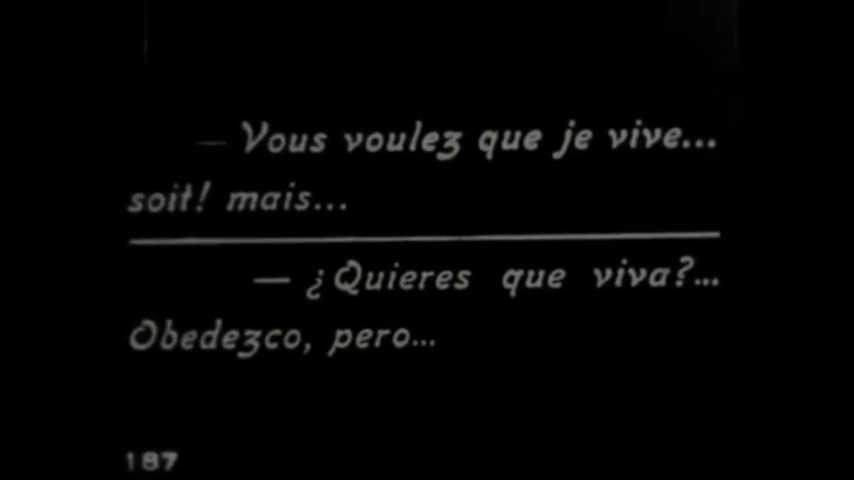 — Vous voulez que je vive...
soit! mais...
— ¿Quieres que viva?...
Obedezco, pero...
187